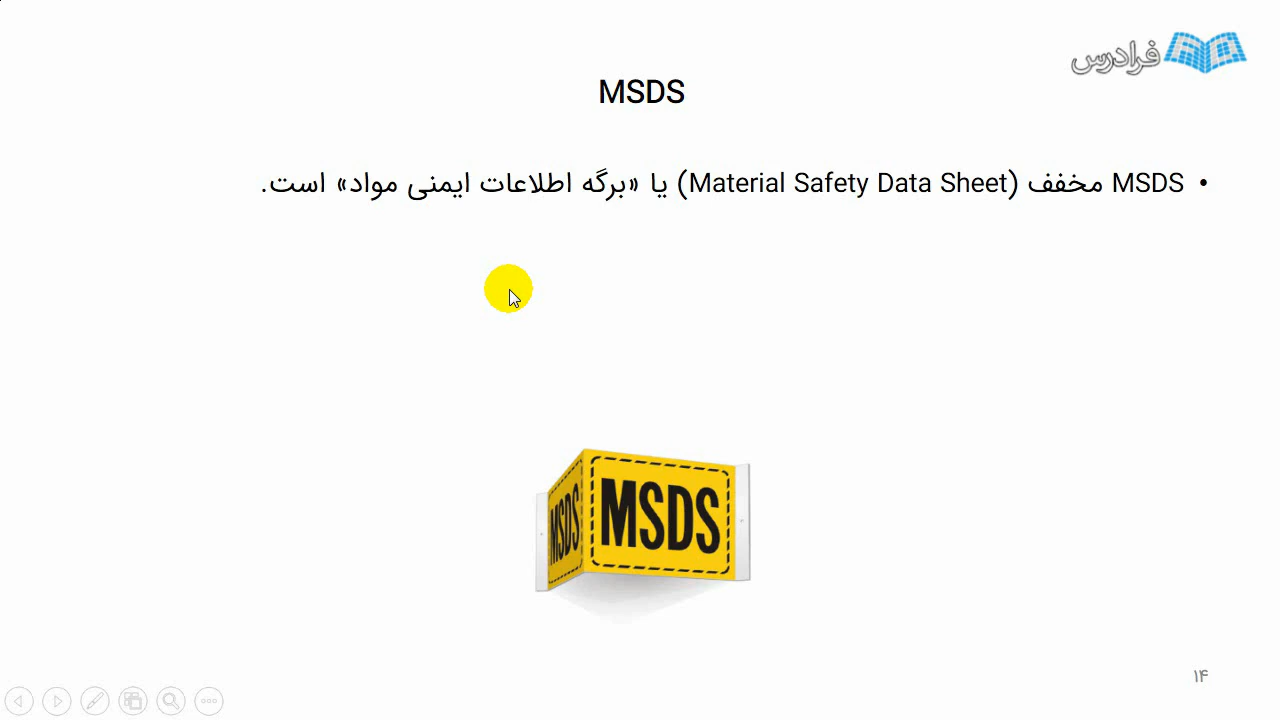 فرادرس
MSDS
• MSDS مخفف (Material Safety Data Sheet) یا «برگه اطلاعات ایمنی مواد» است.
MSDS
MSDS
۱۴